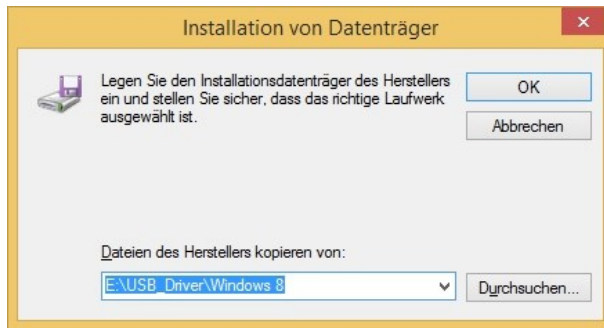 Installation von Datenträger
Legen Sie den Installationsdatenträger des Herstellers
ein und stellen Sie sicher, dass das richtige Laufwerk
ausgewählt ist.
OK
Abbrechen
Dateien des Herstellers kopieren von:
E:\USB_Driver\Windows 8
Durchsuchen...